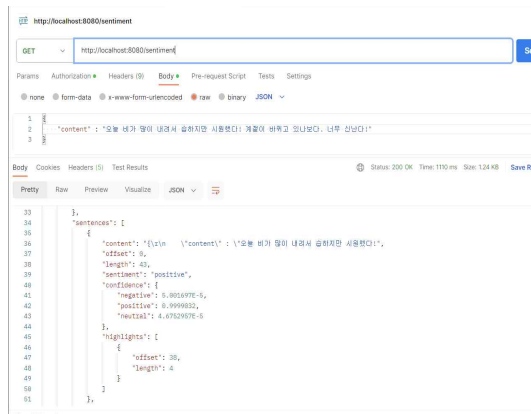 http://localhost:8080/sentiment
GET
http://localhost:8080/sentiment
Params Authorization Headers (9) Body Pre-request Script Tests Settings
none form-data x-www-form-urlencoded raw binary JSON
1 {
2 "content" : "오늘 비가 많이 내려서 습하지만 시원했다! 계절이 바뀌고 있나보다. 너무 신난다!"
3 }
Body Cookies Headers (5) Test Results Status: 200 OK Time: 1110 ms Size: 1.24 KB Save R
Pretty Raw Preview Visualize JSON
33 },
34 "sentences": [
35 {
36 "content": "{\r\n \"content\" : \"오늘 비가 많이 내려서 습하지만 시원했다!",
37 "offset": 0,
38 "length": 43,
39 "sentiment": "positive",
40 "confidence": {
41 "negative": 5.001697E-5,
42 "positive": 0.9999032,
43 "neutral": 4.6752957E-5
44 },
45 "highlights": [
46 {
47 "offset": 38,
48 "length": 4
49 }
50 ]
51 },